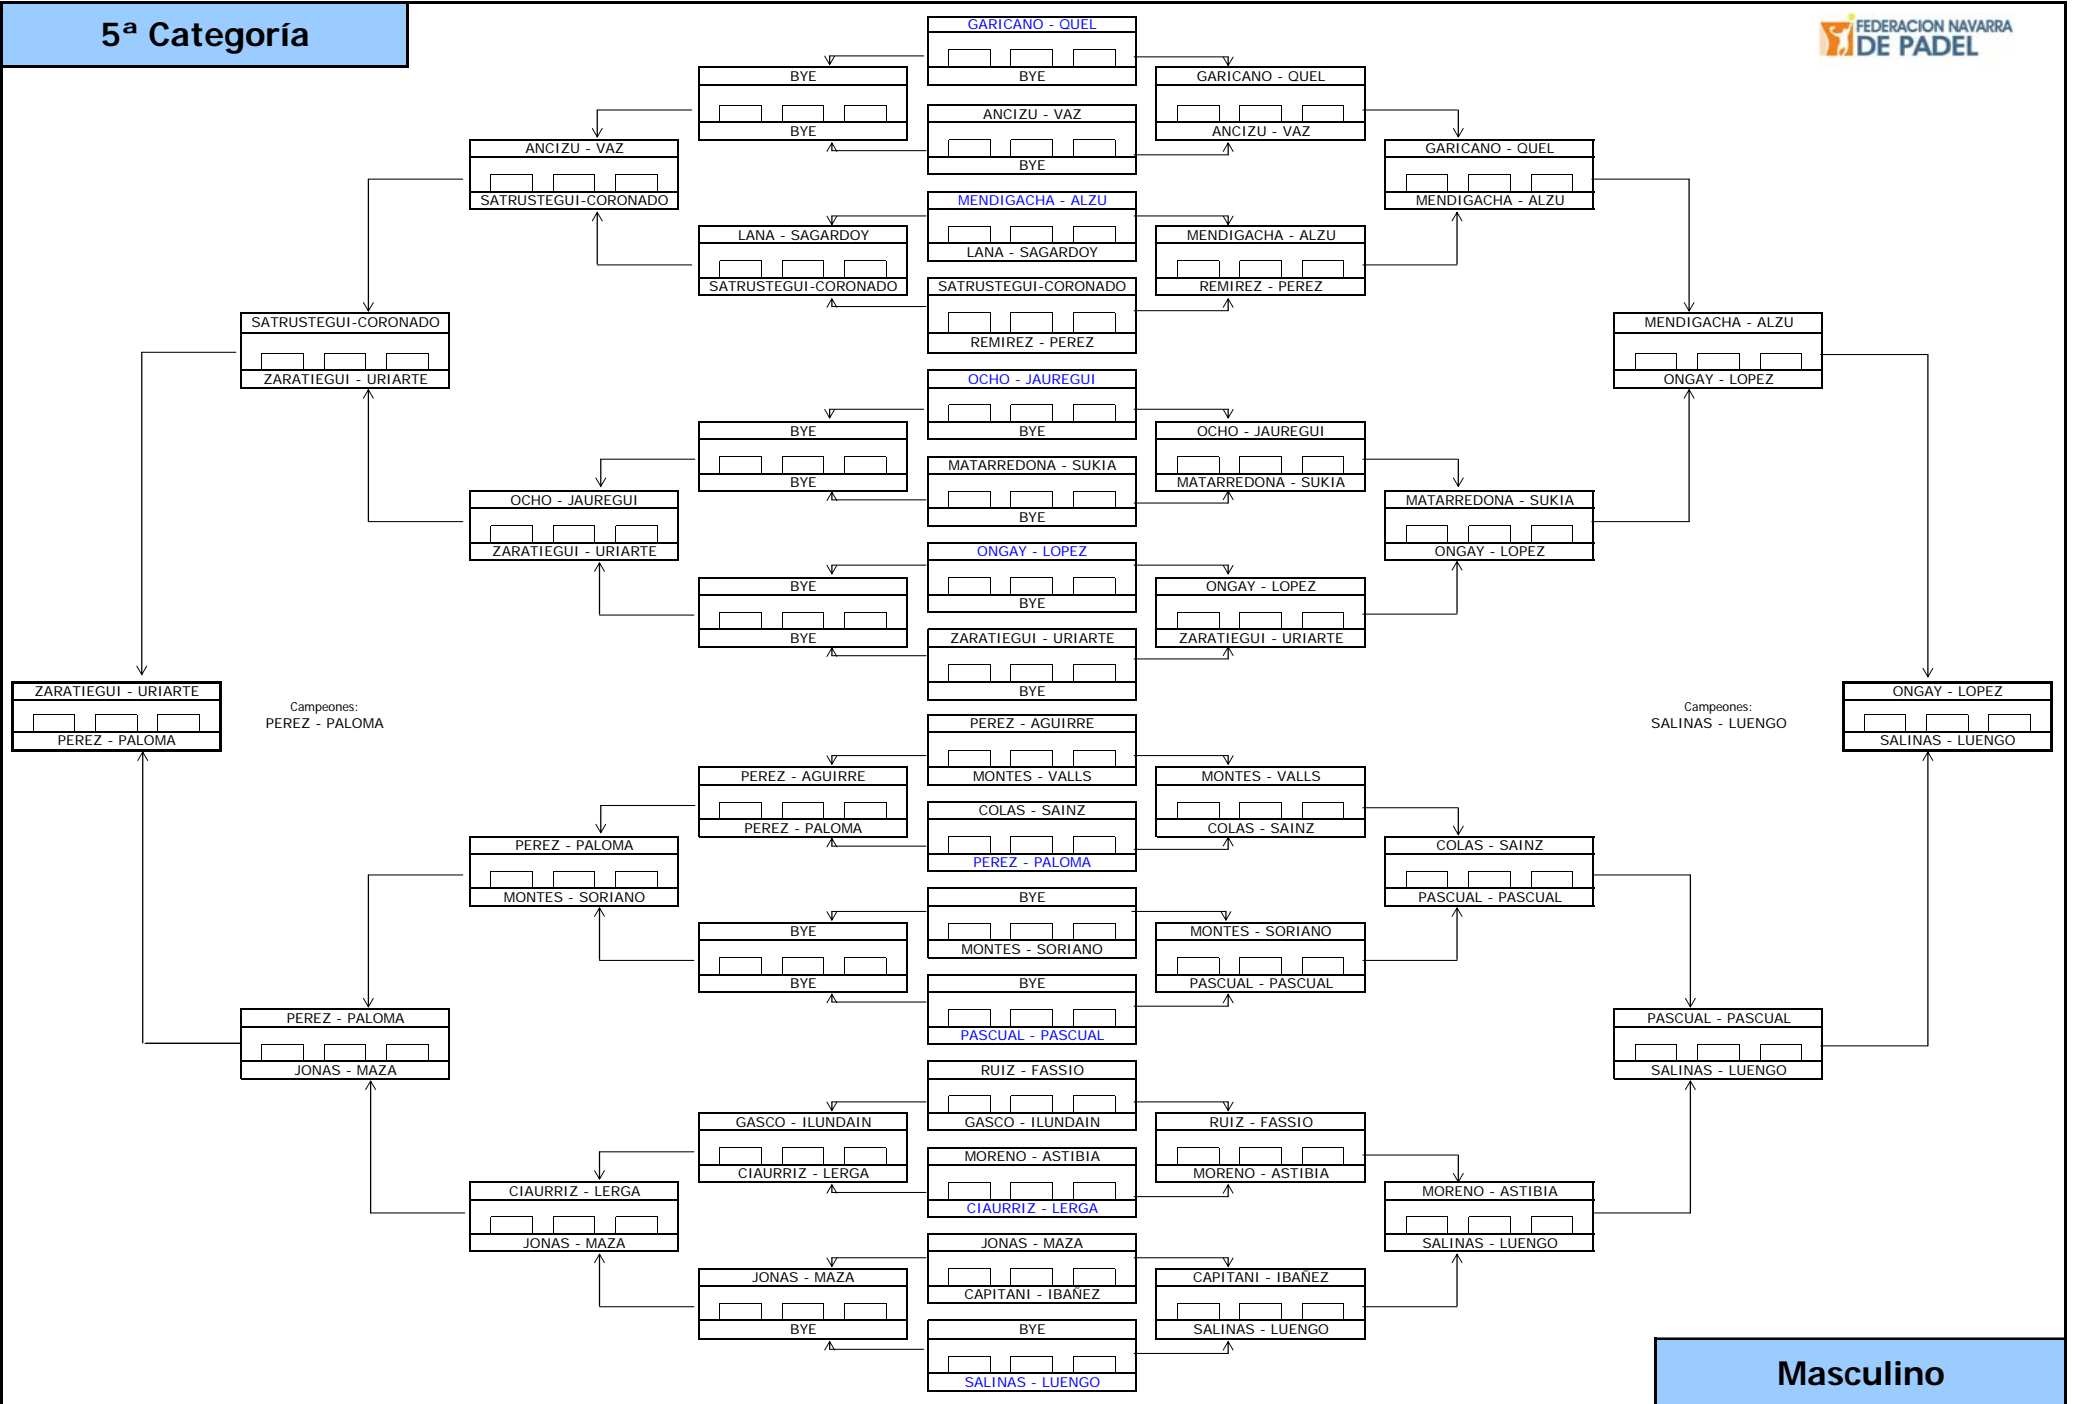 5ª Categoría
FEDERACION NAVARRA
DE PADEL
GARICANO - QUEL
BYE
ANCIZU - VAZ
BYE
MENDIGACHA - ALZU
LANA - SAGARDOY
SATRUSTEGUI-CORONADO
REMIREZ - PEREZ
OCHO - JAUREGUI
BYE
MATARREDONA - SUKIA
BYE
ONGAY - LOPEZ
BYE
ZARATIEGUI - URIARTE
BYE
PEREZ - AGUIRRE
MONTES - VALLS
COLAS - SAINZ
PEREZ - PALOMA
BYE
MONTES - SORIANO
BYE
PASCUAL - PASCUAL
RUIZ - FASSIO
GASCO - ILUNDAIN
MORENO - ASTIBIA
CIAURRIZ - LERGA
JONAS - MAZA
CAPITANI - IBAÑEZ
BYE
SALINAS - LUENGO
BYE
BYE
LANA - SAGARDOY
SATRUSTEGUI-CORONADO
BYE
BYE
BYE
BYE
PEREZ - AGUIRRE
PEREZ - PALOMA
BYE
BYE
GASCO - ILUNDAIN
CIAURRIZ - LERGA
JONAS - MAZA
BYE
ANCIZU - VAZ
SATRUSTEGUI-CORONADO
OCHO - JAUREGUI
ZARATIEGUI - URIARTE
PEREZ - PALOMA
MONTES - SORIANO
CIAURRIZ - LERGA
JONAS - MAZA
SATRUSTEGUI-CORONADO
ZARATIEGUI - URIARTE
PEREZ - PALOMA
JONAS - MAZA
ZARATIEGUI - URIARTE
PEREZ - PALOMA
Campeones:
PEREZ - PALOMA
GARICANO - QUEL
ANCIZU - VAZ
MENDIGACHA - ALZU
REMIREZ - PEREZ
OCHO - JAUREGUI
MATARREDONA - SUKIA
ONGAY - LOPEZ
ZARATIEGUI - URIARTE
MONTES - VALLS
COLAS - SAINZ
MONTES - SORIANO
PASCUAL - PASCUAL
RUIZ - FASSIO
MORENO - ASTIBIA
CAPITANI - IBAÑEZ
SALINAS - LUENGO
GARICANO - QUEL
MENDIGACHA - ALZU
MATARREDONA - SUKIA
ONGAY - LOPEZ
COLAS - SAINZ
PASCUAL - PASCUAL
MORENO - ASTIBIA
SALINAS - LUENGO
MENDIGACHA - ALZU
ONGAY - LOPEZ
PASCUAL - PASCUAL
SALINAS - LUENGO
Campeones:
SALINAS - LUENGO
ONGAY - LOPEZ
SALINAS - LUENGO
Masculino